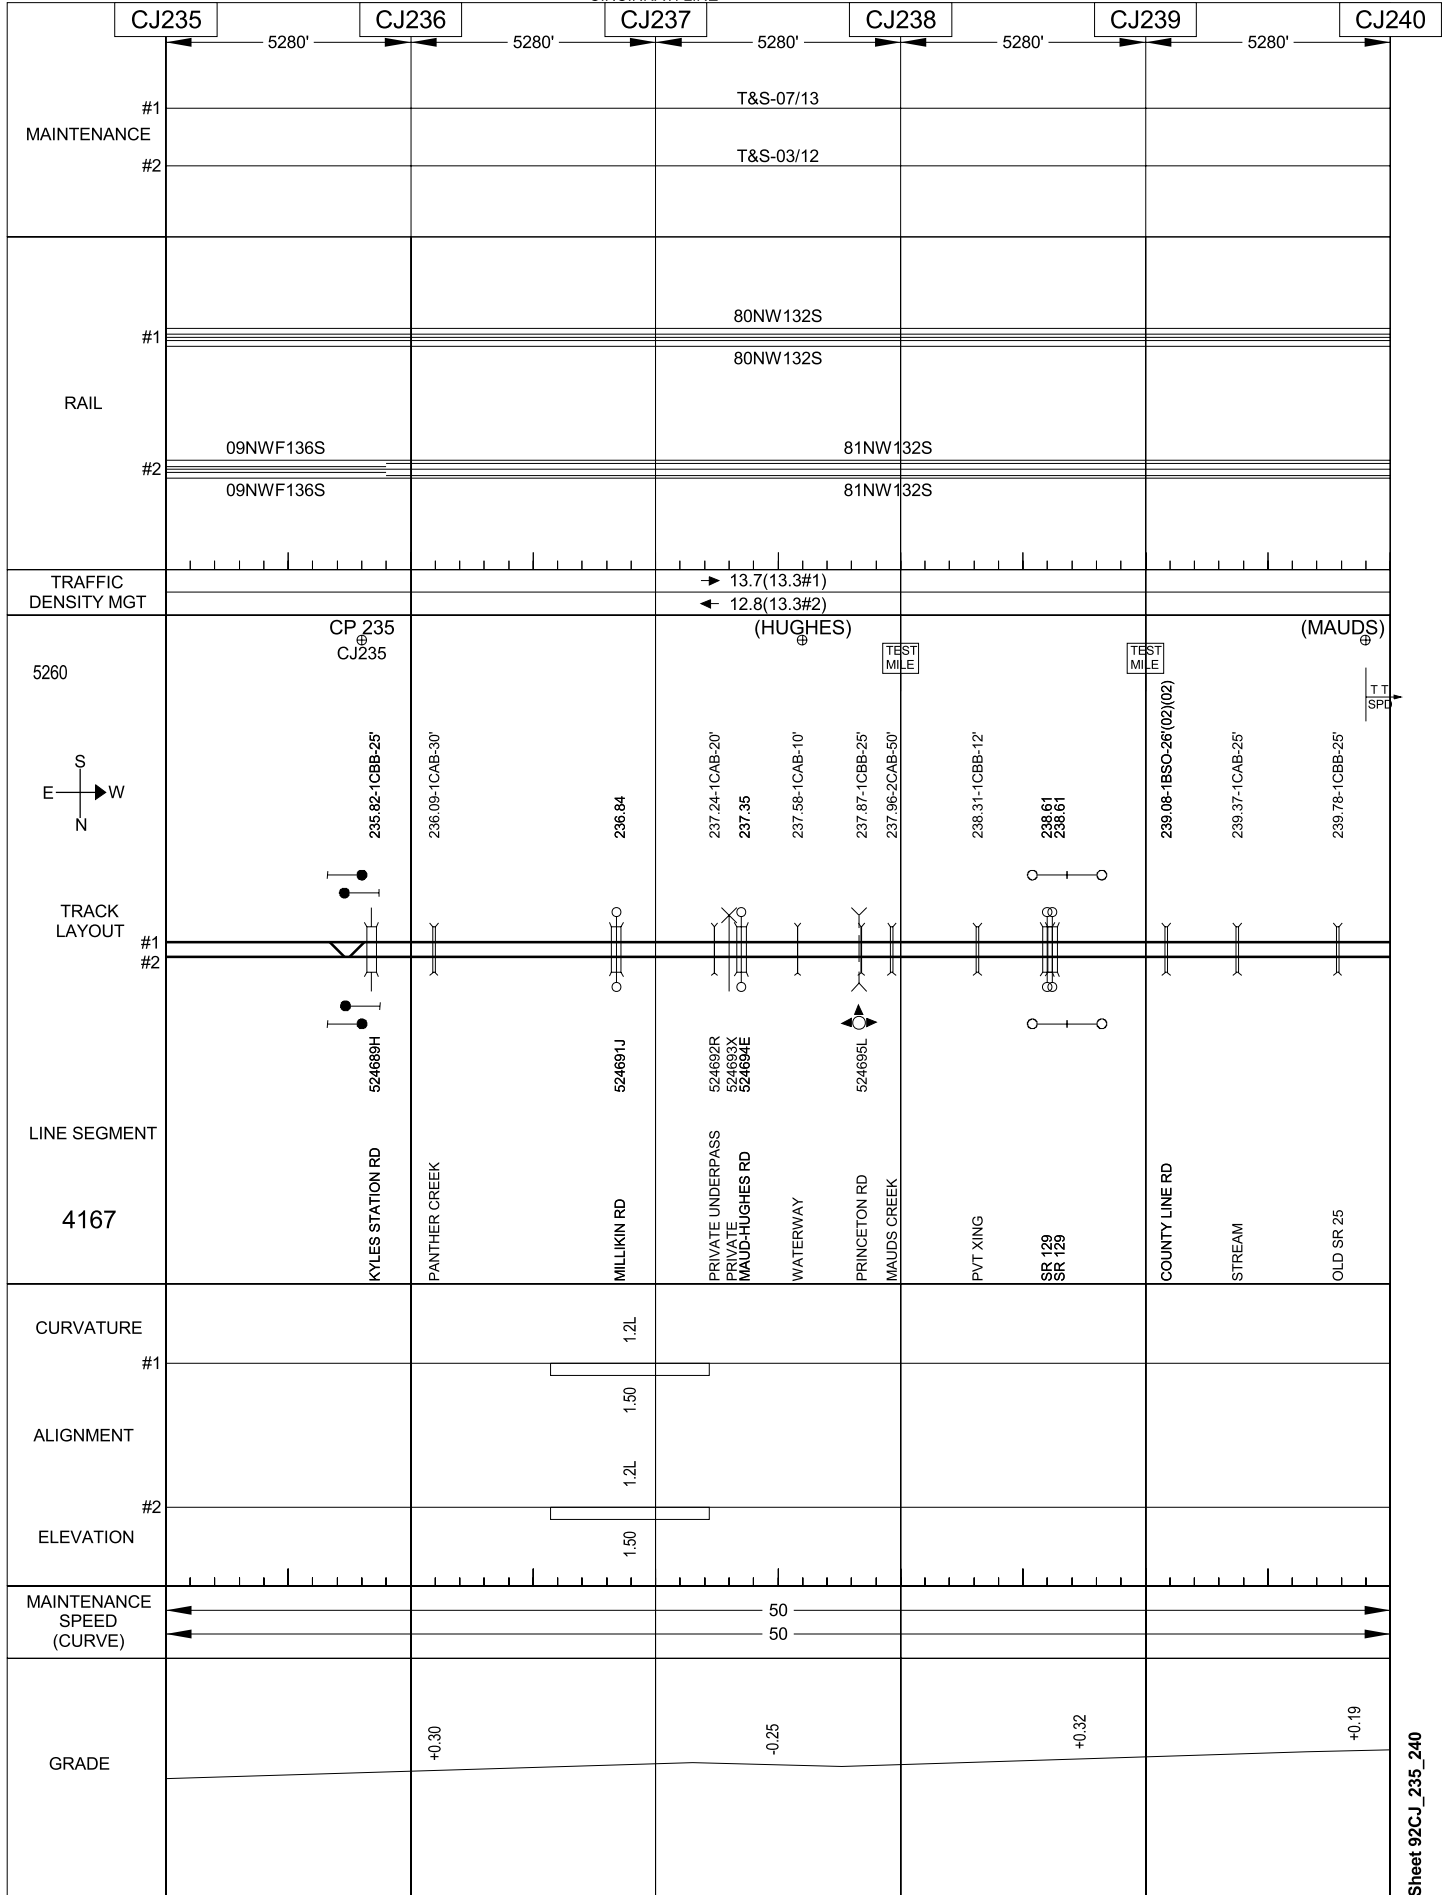 CJ235 CJ236 CJ237 CJ238 CJ239 CJ240
5280' 5280' 5280' 5280' 5280'
MAINTENANCE
#1
T&S-07/13
#2
T&S-03/12
RAIL
#1
80NW132S
80NW132S
#2
09NWF136S 81NW132S
09NWF136S 81NW132S
TRAFFIC
DENSITY MGT
13.7(13.3#1)
12.8(13.3#2)
CP 235 (HUGHES) (MAUDS)
CJ235
TEST
MILE
TEST
MILE
5260
T T
SPD
S
E W
N
235.82-1CBB-25'
236.09-1CAB-30'
236.84
237.24-1CAB-20'
237.35
237.58-1CAB-10'
237.87-1CBB-25'
237.96-2CAB-50'
238.31-1CBB-12'
238.61
238.61
239.08-1BSO-26'(02)(02)
239.37-1CAB-25'
239.78-1CBB-25'
TRACK
LAYOUT
#1
#2
524689H
524691J
524692R
524693X
524694E
524695L
LINE SEGMENT
4167
KYLES STATION RD
PANTHER CREEK
MILLIKIN RD
PRIVATE UNDERPASS
PRIVATE
MAUD-HUGHES RD
WATERWAY
PRINCETON RD
MAUDS CREEK
PVT XING
SR 129
SR 129
COUNTY LINE RD
STREAM
OLD SR 25
CURVATURE
1.2L
#1
1.50
ALIGNMENT
1.2L
#2
ELEVATION
1.50
MAINTENANCE
SPEED
(CURVE)
50
50
GRADE
+0.30
-0.25
+0.32
+0.19
Sheet 92CJ_235_240